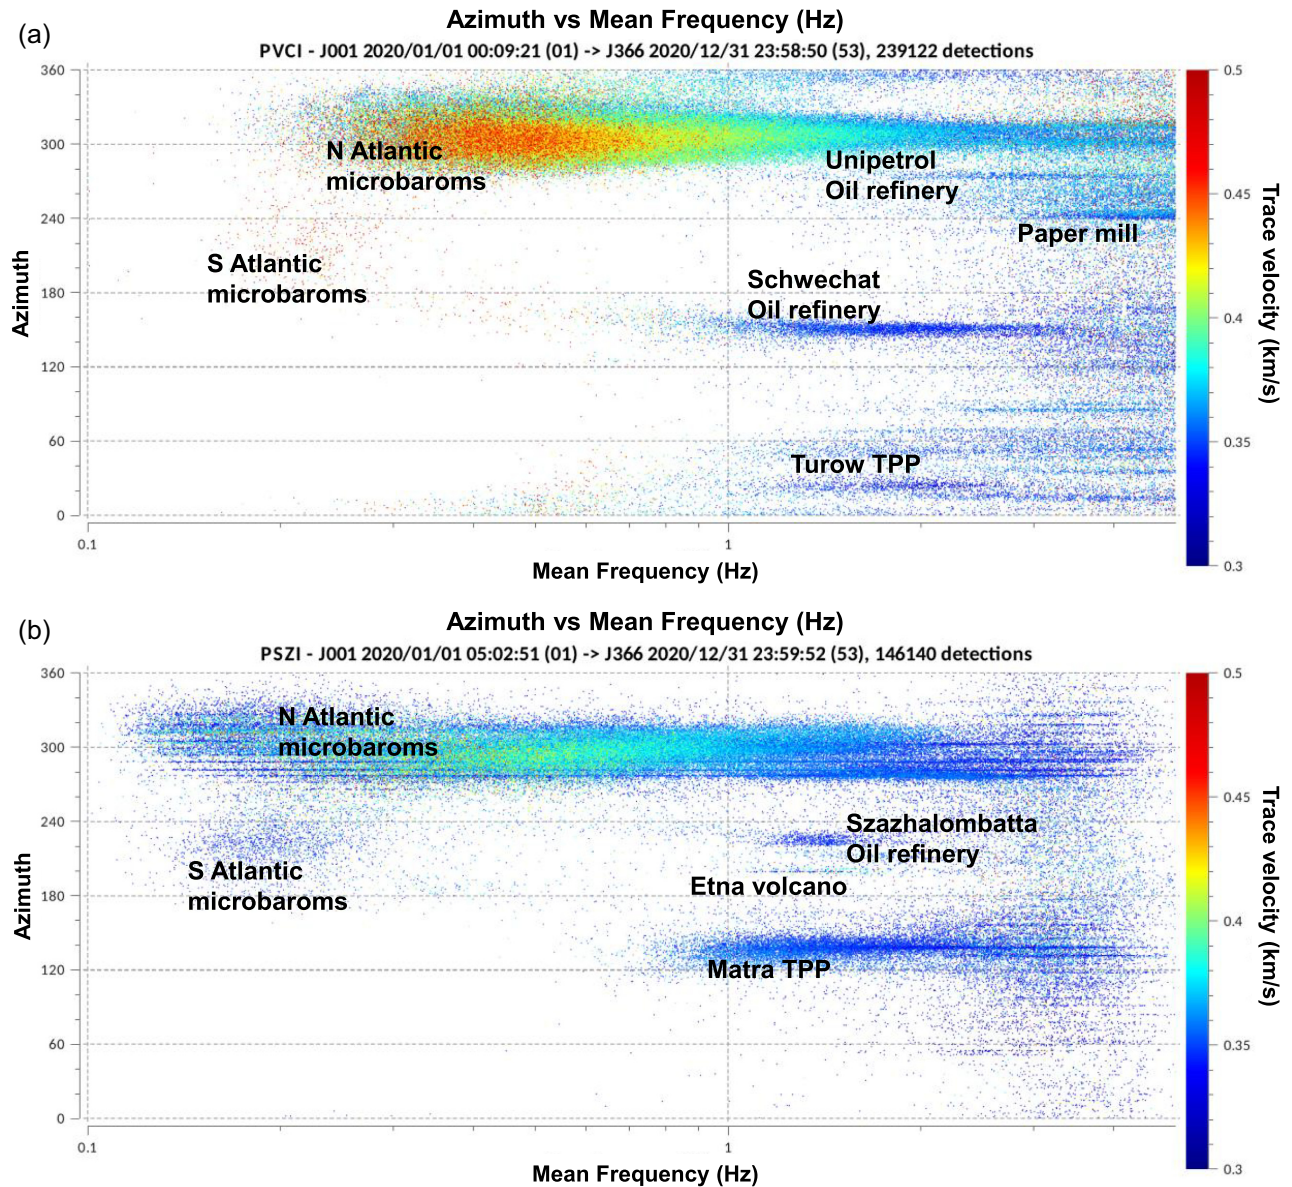 (a)
Azimuth vs Mean Frequency (Hz)
PVCI - J001 2020/01/01 00:09:21 (01) -> J366 2020/12/31 23:58:50 (53), 239122 detections
360
300
240
180
120
60
0
Azimuth
N Atlantic
microbaroms
S Atlantic
microbaroms
Unipetrol
Oil refinery
Paper mill
Schwechat
Oil refinery
Turow TPP
0.1
1
Mean Frequency (Hz)
0.5
0.45
0.4
0.35
0.3
Trace velocity (km/s)
(b)
Azimuth vs Mean Frequency (Hz)
PSZI - J001 2020/01/01 05:02:51 (01) -> J366 2020/12/31 23:59:52 (53), 146140 detections
360
300
240
180
120
60
0
Azimuth
N Atlantic
microbaroms
S Atlantic
microbaroms
Szazhalombatta
Oil refinery
Etna volcano
Matra TPP
0.1
1
Mean Frequency (Hz)
0.5
0.45
0.4
0.35
0.3
Trace velocity (km/s)